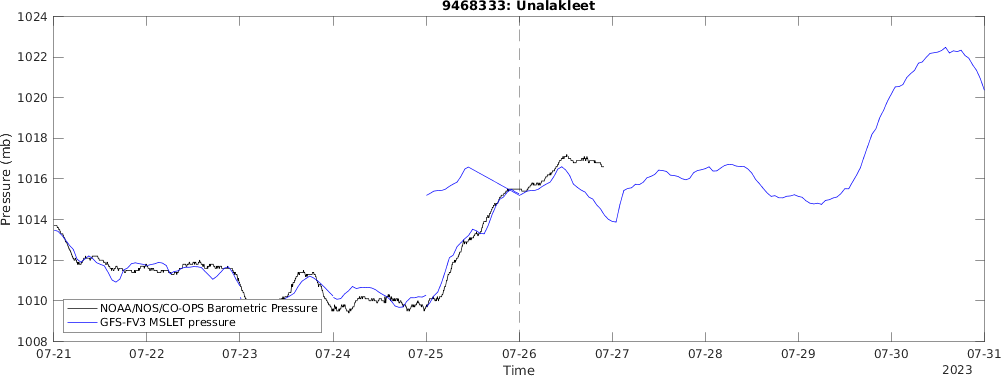 9468333: Unalakleet
Pressure (mb)
1024
1022
1020
1018
1016
1014
1012
1010
1008
NOAA/NOS/CO-OPS Barometric Pressure
GFS-FV3 MSLET pressure
07-21 07-22 07-23 07-24 07-25 07-26 07-27 07-28 07-29 07-30 07-31
Time
2023